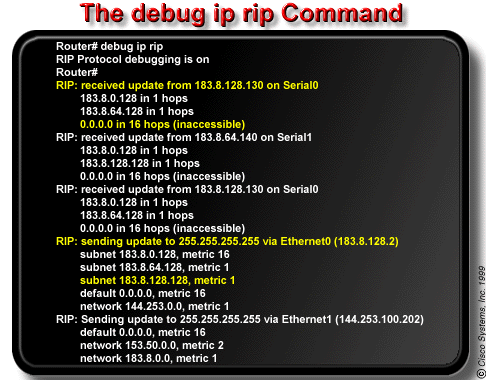 The debug ip rip Command
Router# debug ip rip
RIP Protocol debugging is on
Router#
RIP: received update from 183.8.128.130 on Serial0
183.8.0.128 in 1 hops
183.8.64.128 in 1 hops
0.0.0.0 in 16 hops (inaccessible)
RIP: received update from 183.8.64.140 on Serial1
183.8.0.128 in 1 hops
183.8.128.128 in 1 hops
0.0.0.0 in 16 hops (inaccessible)
RIP: received update from 183.8.128.130 on Serial0
183.8.0.128 in 1 hops
183.8.64.128 in 1 hops
0.0.0.0 in 16 hops (inaccessible)
RIP: sending update to 255.255.255.255 via Ethernet0 (183.8.128.2)
subnet 183.8.0.128, metric 16
subnet 183.8.64.128, metric 1
subnet 183.8.128.128, metric 1
default 0.0.0.0, metric 16
network 144.253.0.0, metric 1
RIP: Sending update to 255.255.255.255 via Ethernet1 (144.253.100.202)
default 0.0.0.0, metric 16
network 153.50.0.0, metric 2
network 183.8.0.0, metric 1
© Cisco Systems, Inc. 1999